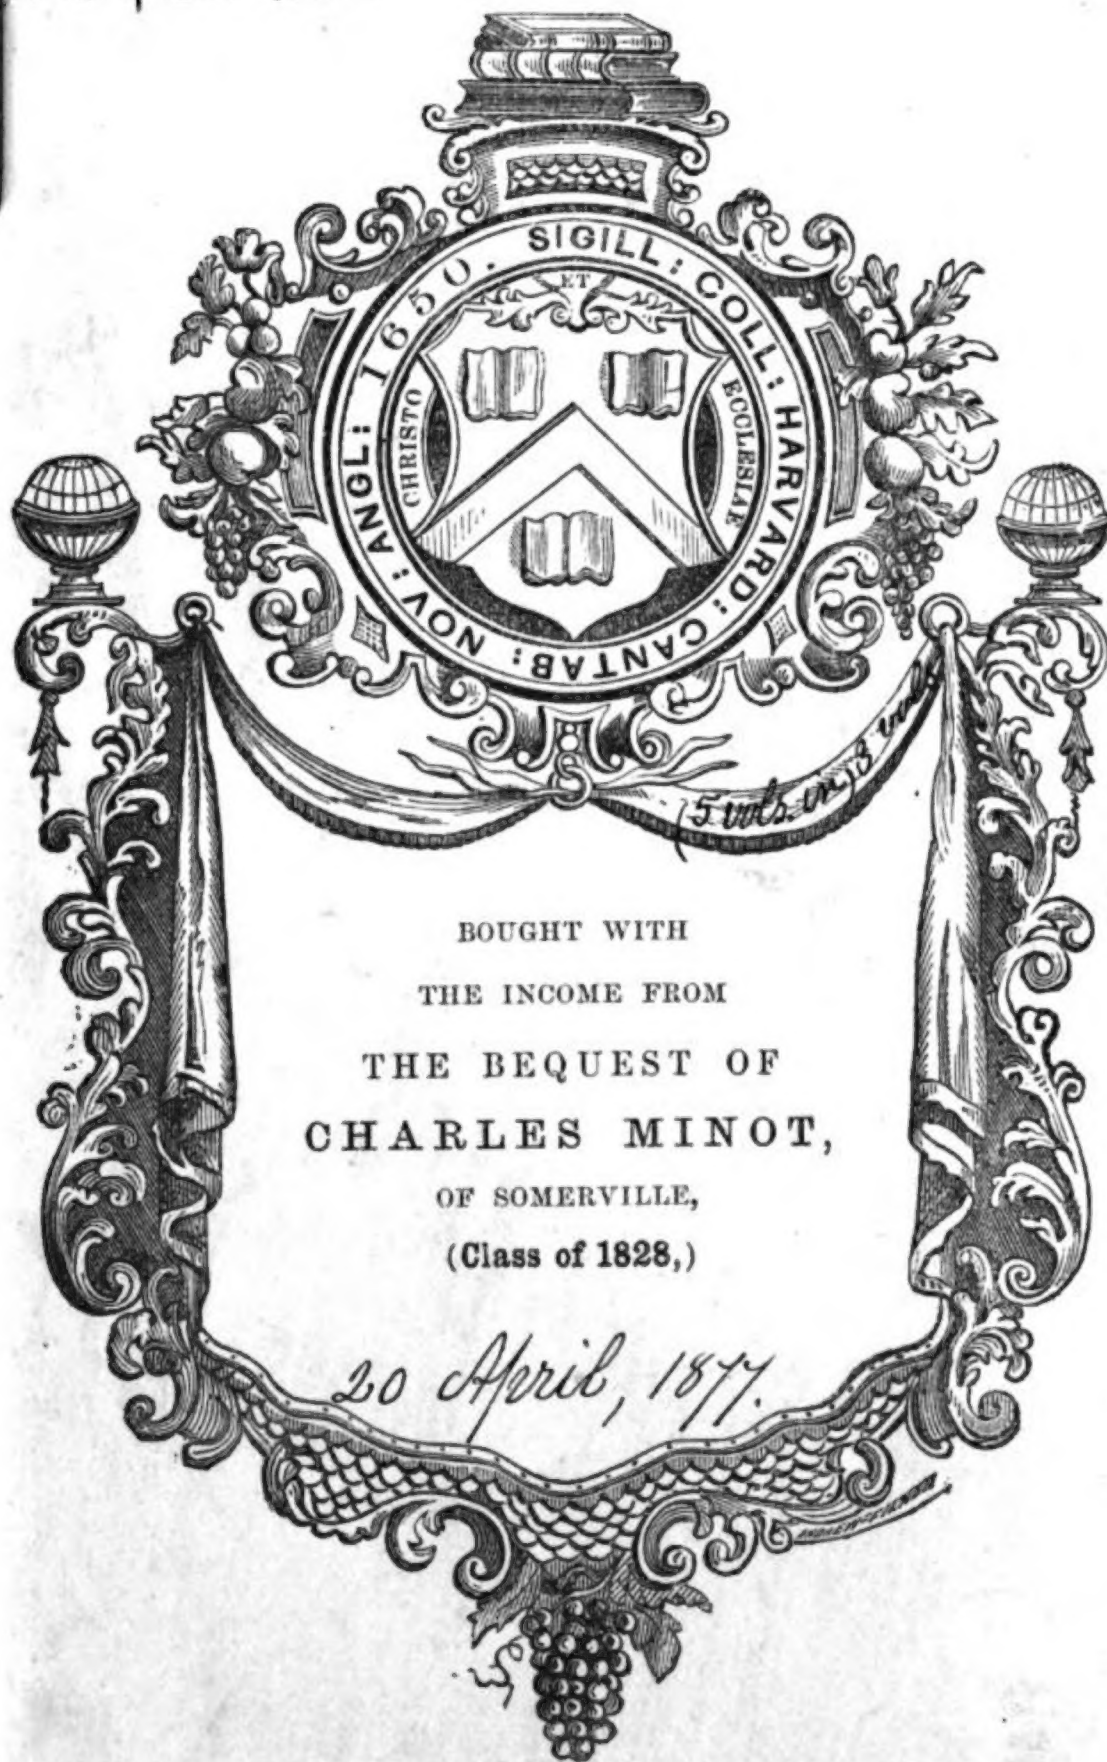 SIGILL: COLL: HARVARD: CANTAB: NOV: ANGL: 1650.
ET
CHRISTO
ECCLESIAE
(5 vols. in 3 vol.)
BOUGHT WITH
THE INCOME FROM
THE BEQUEST OF
CHARLES MINOT,
OF SOMERVILLE,
(Class of 1828,)
20 April, 1877.